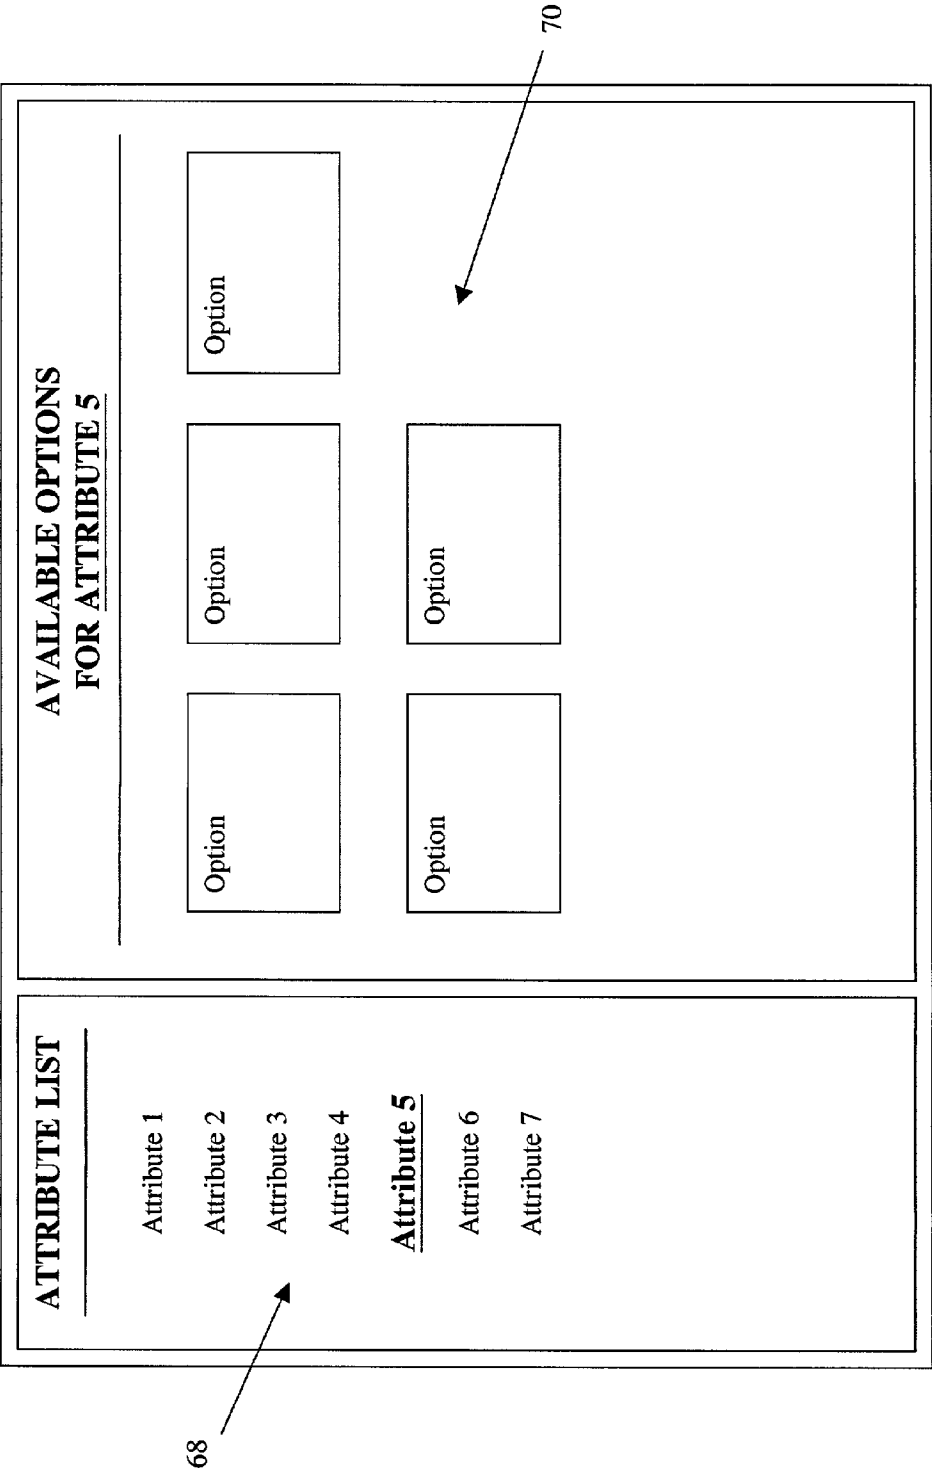 68
ATTRIBUTE LIST
Attribute 1
Attribute 2
Attribute 3
Attribute 4
Attribute 5
Attribute 6
Attribute 7
AVAILABLE OPTIONS
FOR ATTRIBUTE 5
Option
Option
Option
Option
Option
70